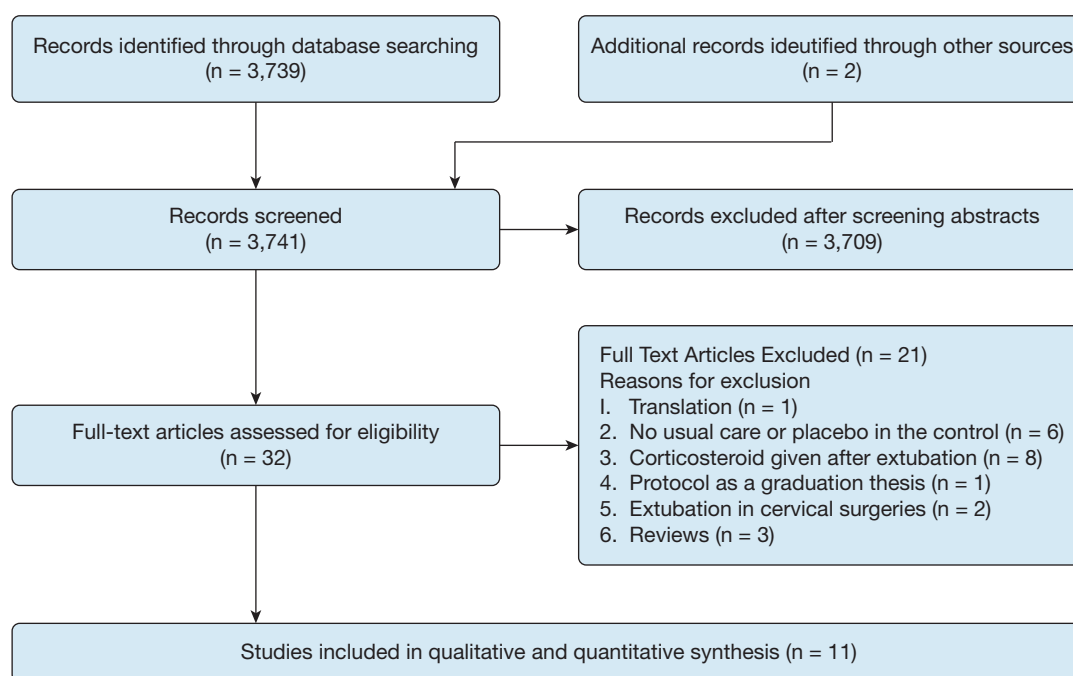 Records identified through database searching
(n = 3,739)
Additional records ideutified through other sources
(n = 2)
Records screened
(n = 3,741)
Records excluded after screening abstracts
(n = 3,709)
Full-text articles assessed for eligibility
(n = 32)
Full Text Articles Excluded (n = 21)
Reasons for exclusion
I. Translation (n = 1)
2. No usual care or placebo in the control (n = 6)
3. Corticosteroid given after extubation (n = 8)
4. Protocol as a graduation thesis (n = 1)
5. Extubation in cervical surgeries (n = 2)
6. Reviews (n = 3)
Studies included in qualitative and quantitative synthesis (n = 11)